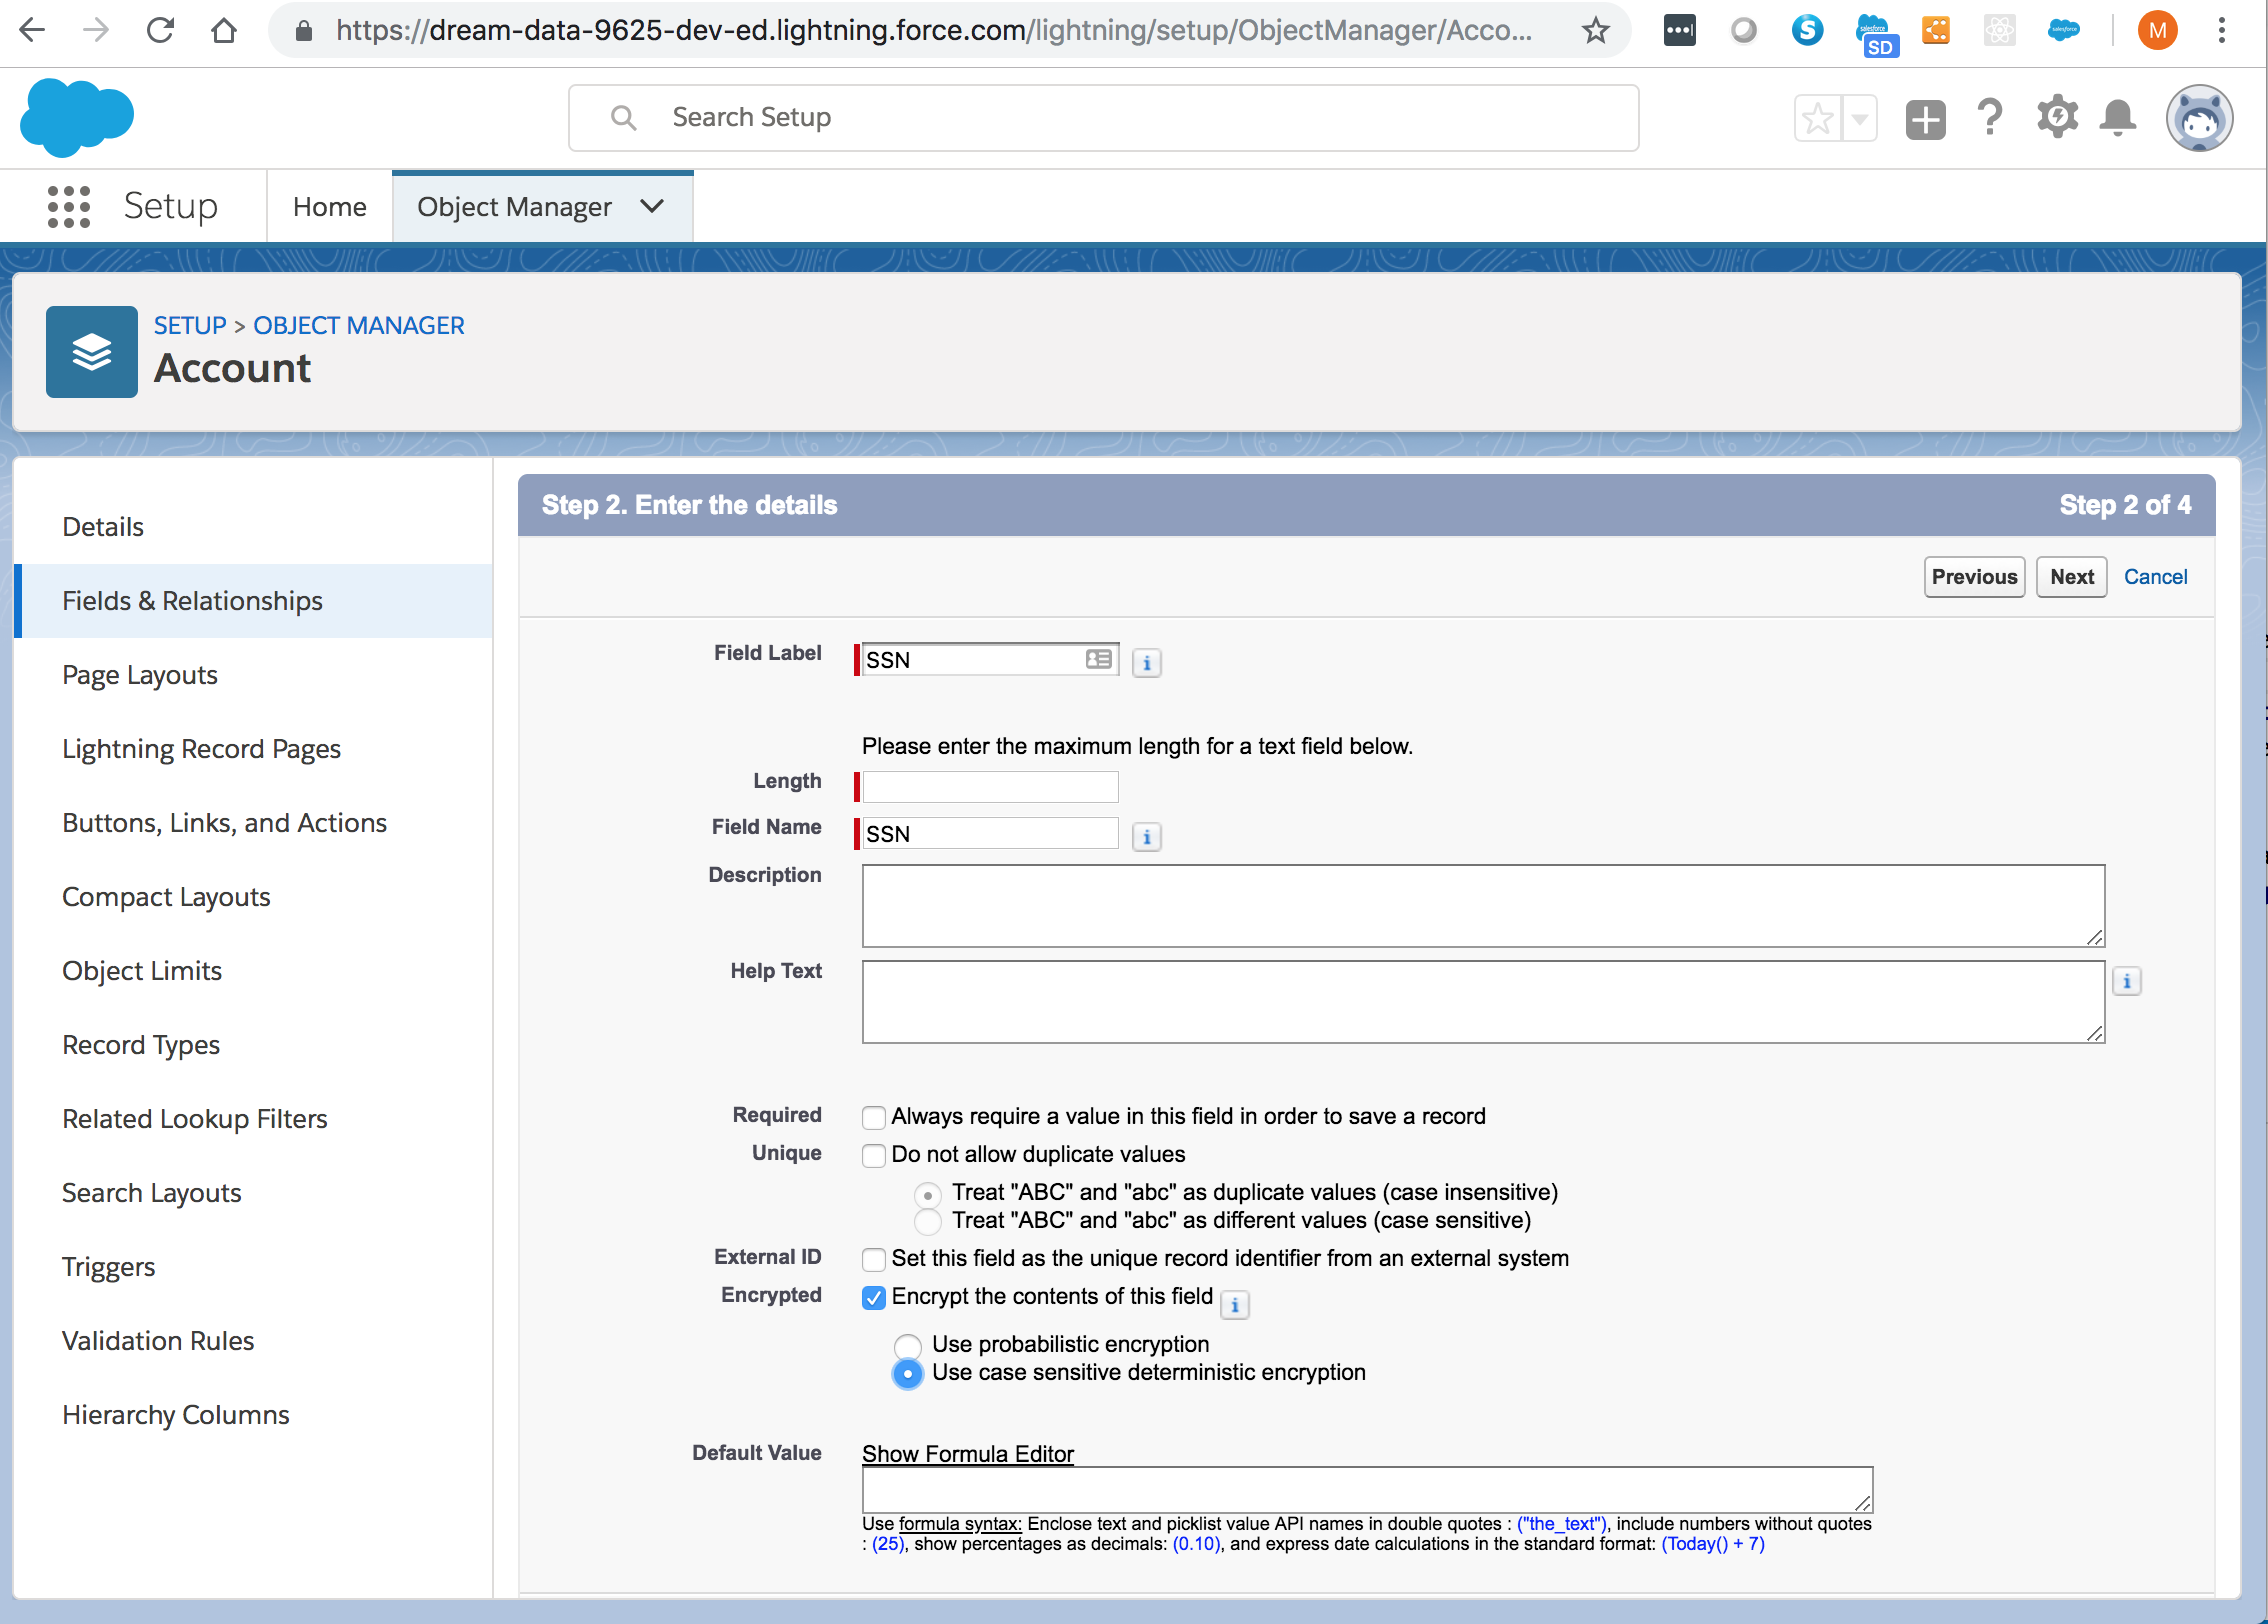 https://dream-data-9625-dev-ed.lightning.force.com/lightning/setup/ObjectManager/Acco...
S
salesforce
SD
salesforce
M
Search Setup
Setup
Home
Object Manager
SETUP > OBJECT MANAGER
Account
Details
Fields & Relationships
Page Layouts
Lightning Record Pages
Buttons, Links, and Actions
Compact Layouts
Object Limits
Record Types
Related Lookup Filters
Search Layouts
Triggers
Validation Rules
Hierarchy Columns
Step 2. Enter the details
Step 2 of 4
Previous
Next
Cancel
Field Label
SSN
i
Please enter the maximum length for a text field below.
Length
Field Name
SSN
i
Description
Help Text
i
Required
Always require a value in this field in order to save a record
Unique
Do not allow duplicate values
Treat "ABC" and "abc" as duplicate values (case insensitive)
Treat "ABC" and "abc" as different values (case sensitive)
External ID
Set this field as the unique record identifier from an external system
Encrypted
Encrypt the contents of this field
i
Use probabilistic encryption
Use case sensitive deterministic encryption
Default Value
Show Formula Editor
Use formula syntax: Enclose text and picklist value API names in double quotes : ("the_text"), include numbers without quotes
: (25), show percentages as decimals: (0.10), and express date calculations in the standard format: (Today() + 7)